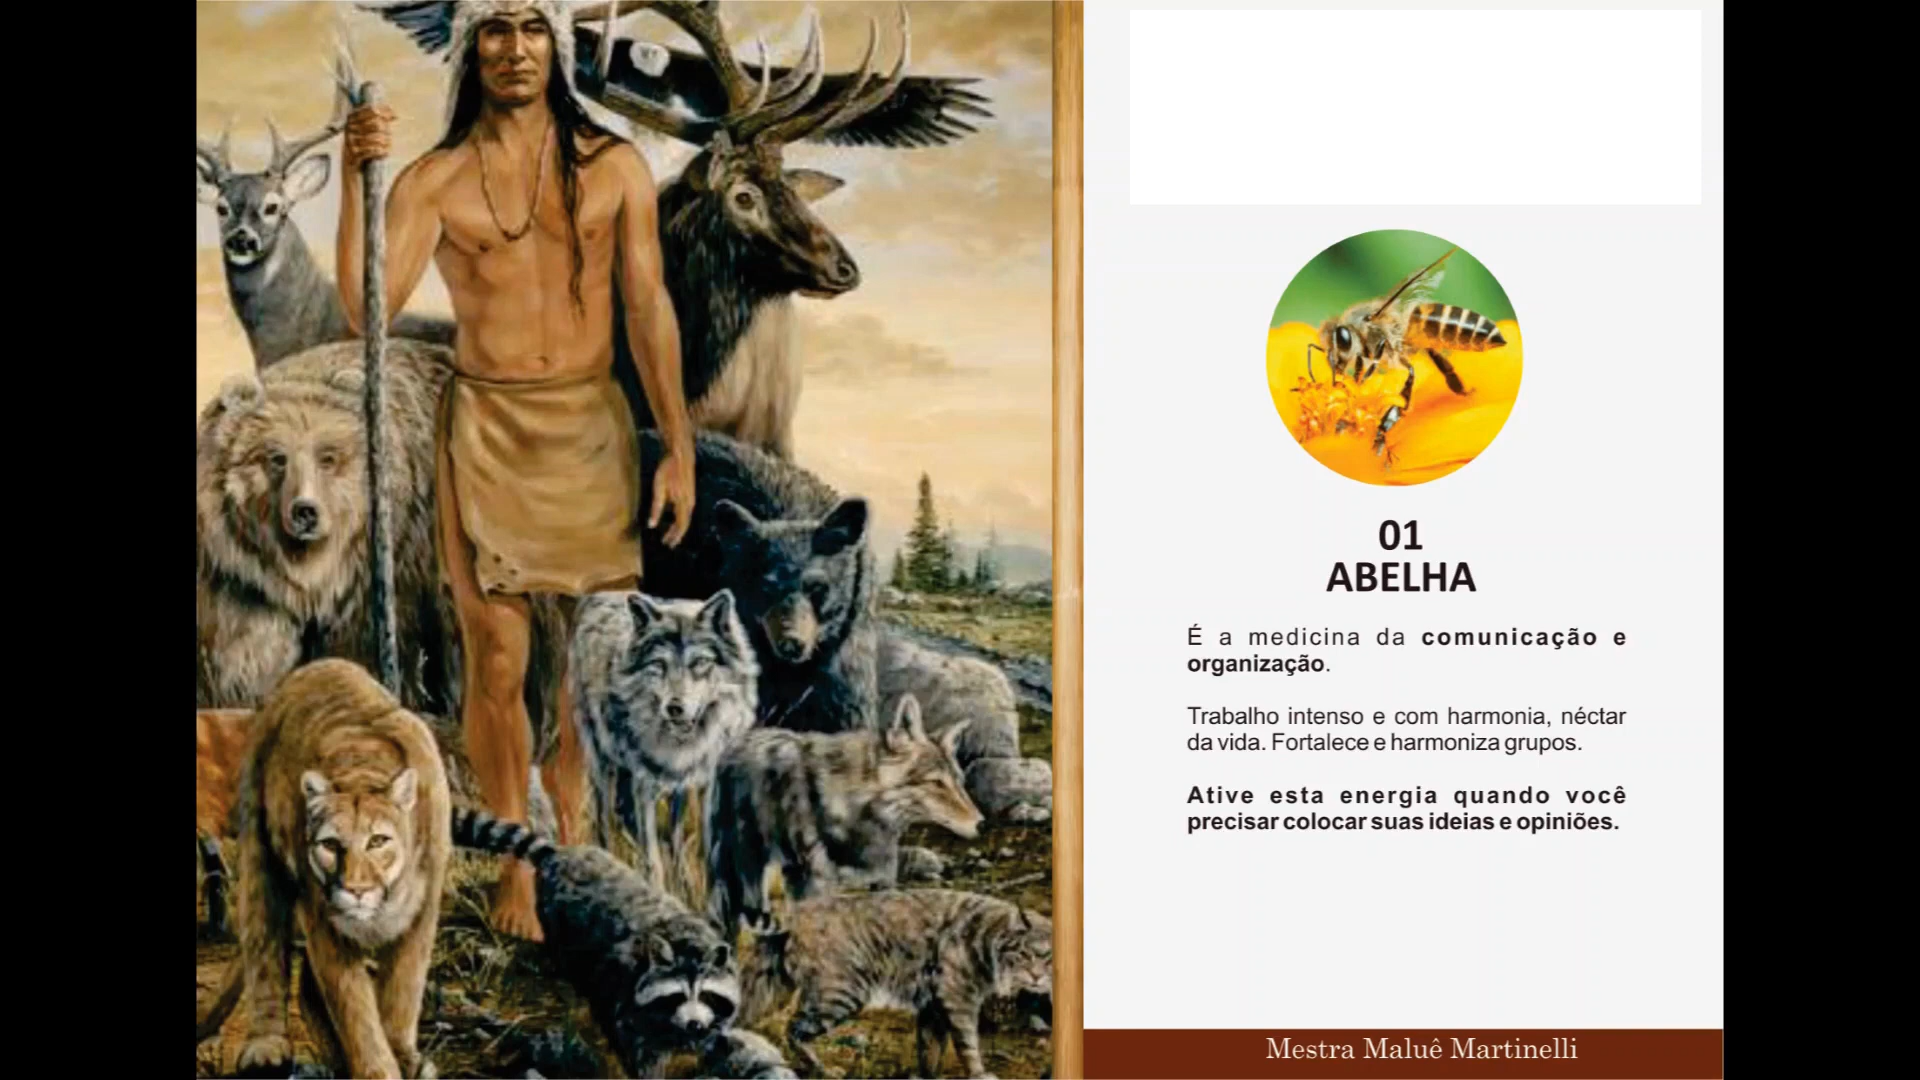 01
ABELHA
É a medicina da comunicação e
organização.
Trabalho intenso e com harmonia, néctar
da vida. Fortalece e harmoniza grupos.
Ative esta energia quando você
precisar colocar suas ideias e opiniões.
Mestra Maluê Martinelli